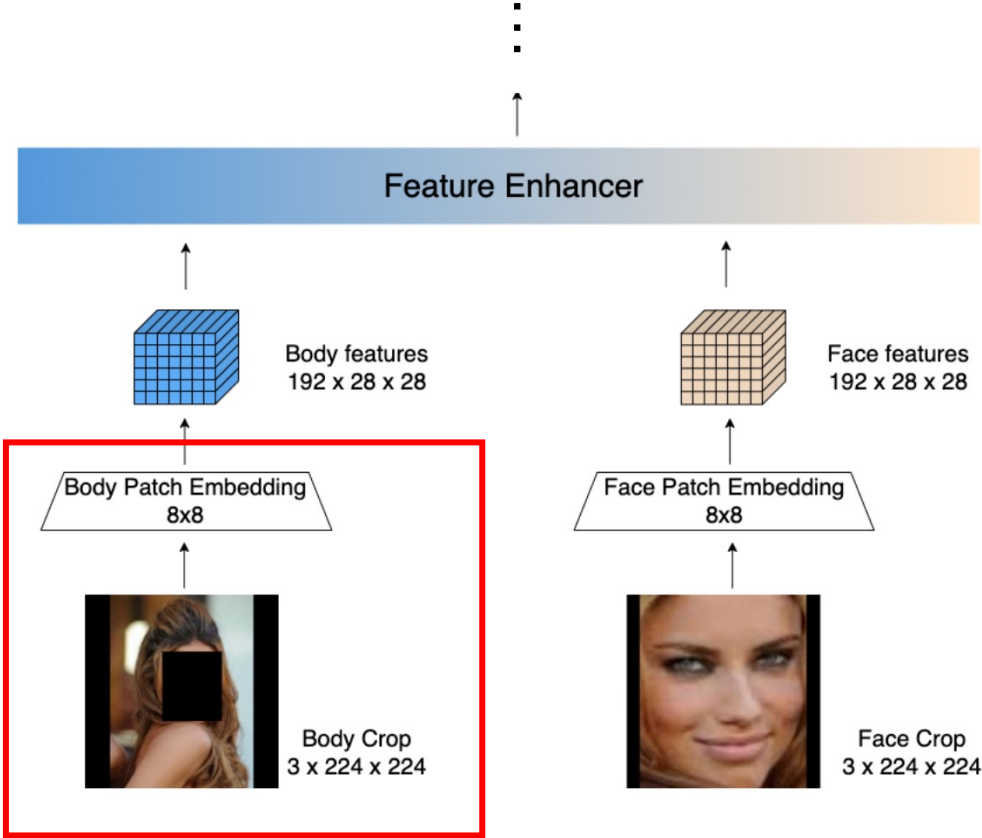 Feature Enhancer
Body features
192 x 28 x 28
Face features
192 x 28 x 28
Body Patch Embedding
8x8
Face Patch Embedding
8x8
Body Crop
3 x 224 x 224
Face Crop
3 x 224 x 224